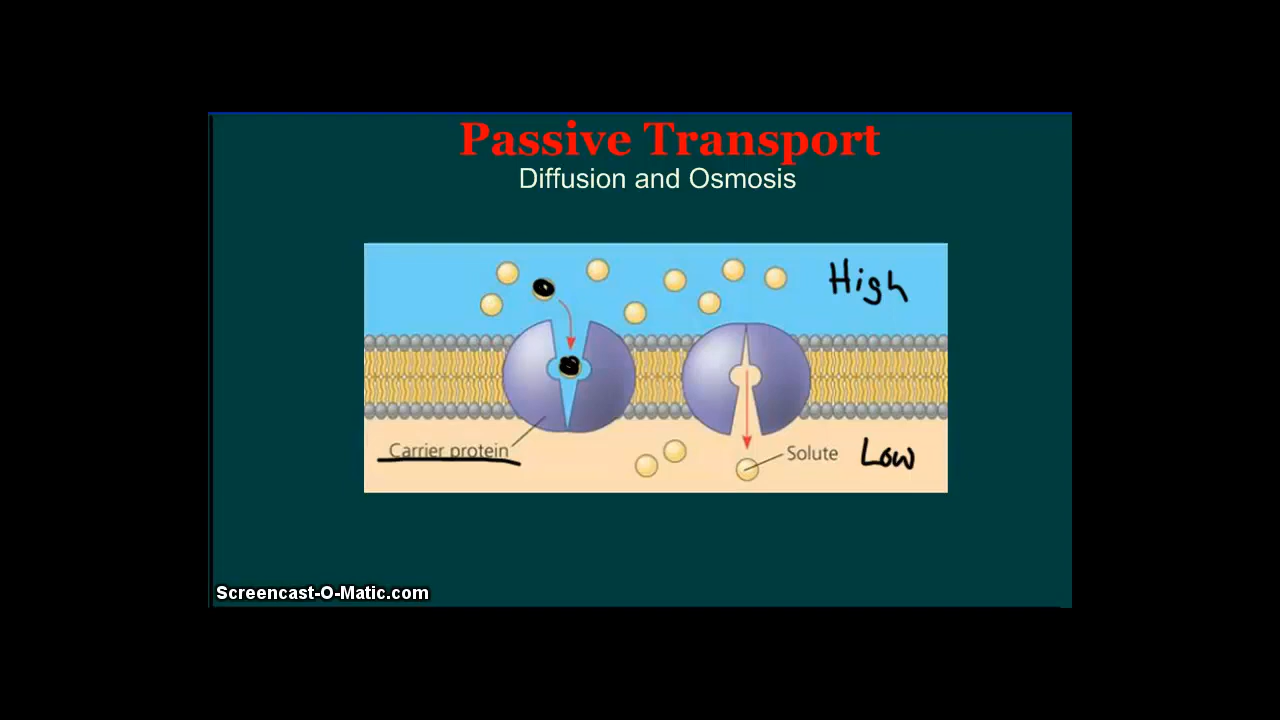 Passive Transport
Diffusion and Osmosis
High
Carrier protein
Solute
Low
Screencast-O-Matic.com